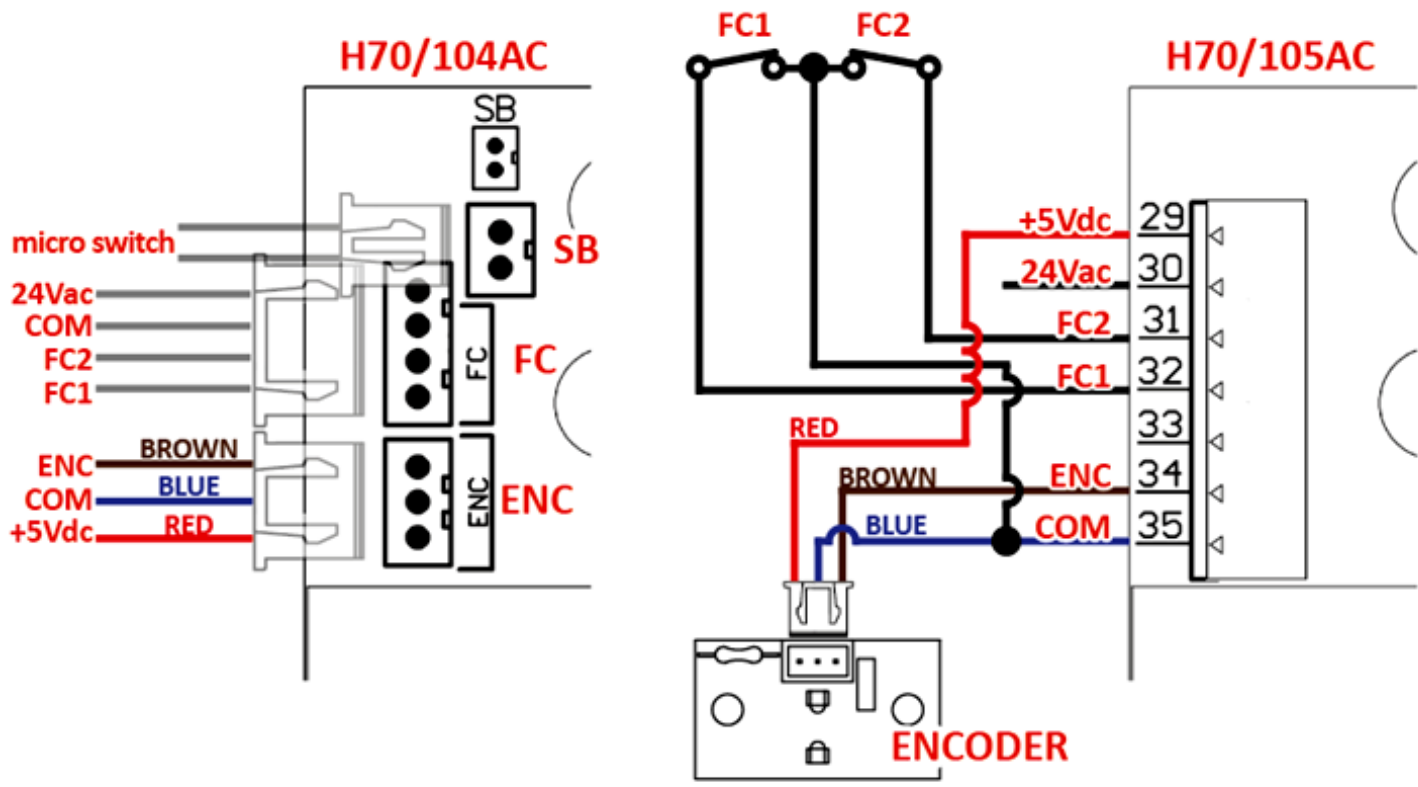 H70/104AC
SB
micro switch
SB
24Vac
COM
FC2
FC1
FC
FC
ENC
BROWN
COM
BLUE
+5Vdc
RED
ENC
ENC
FC1
FC2
H70/105AC
+5Vdc
29
24Vac
30
FC2
31
FC1
32
RED
33
BROWN
ENC
34
BLUE
COM
35
ENCODER